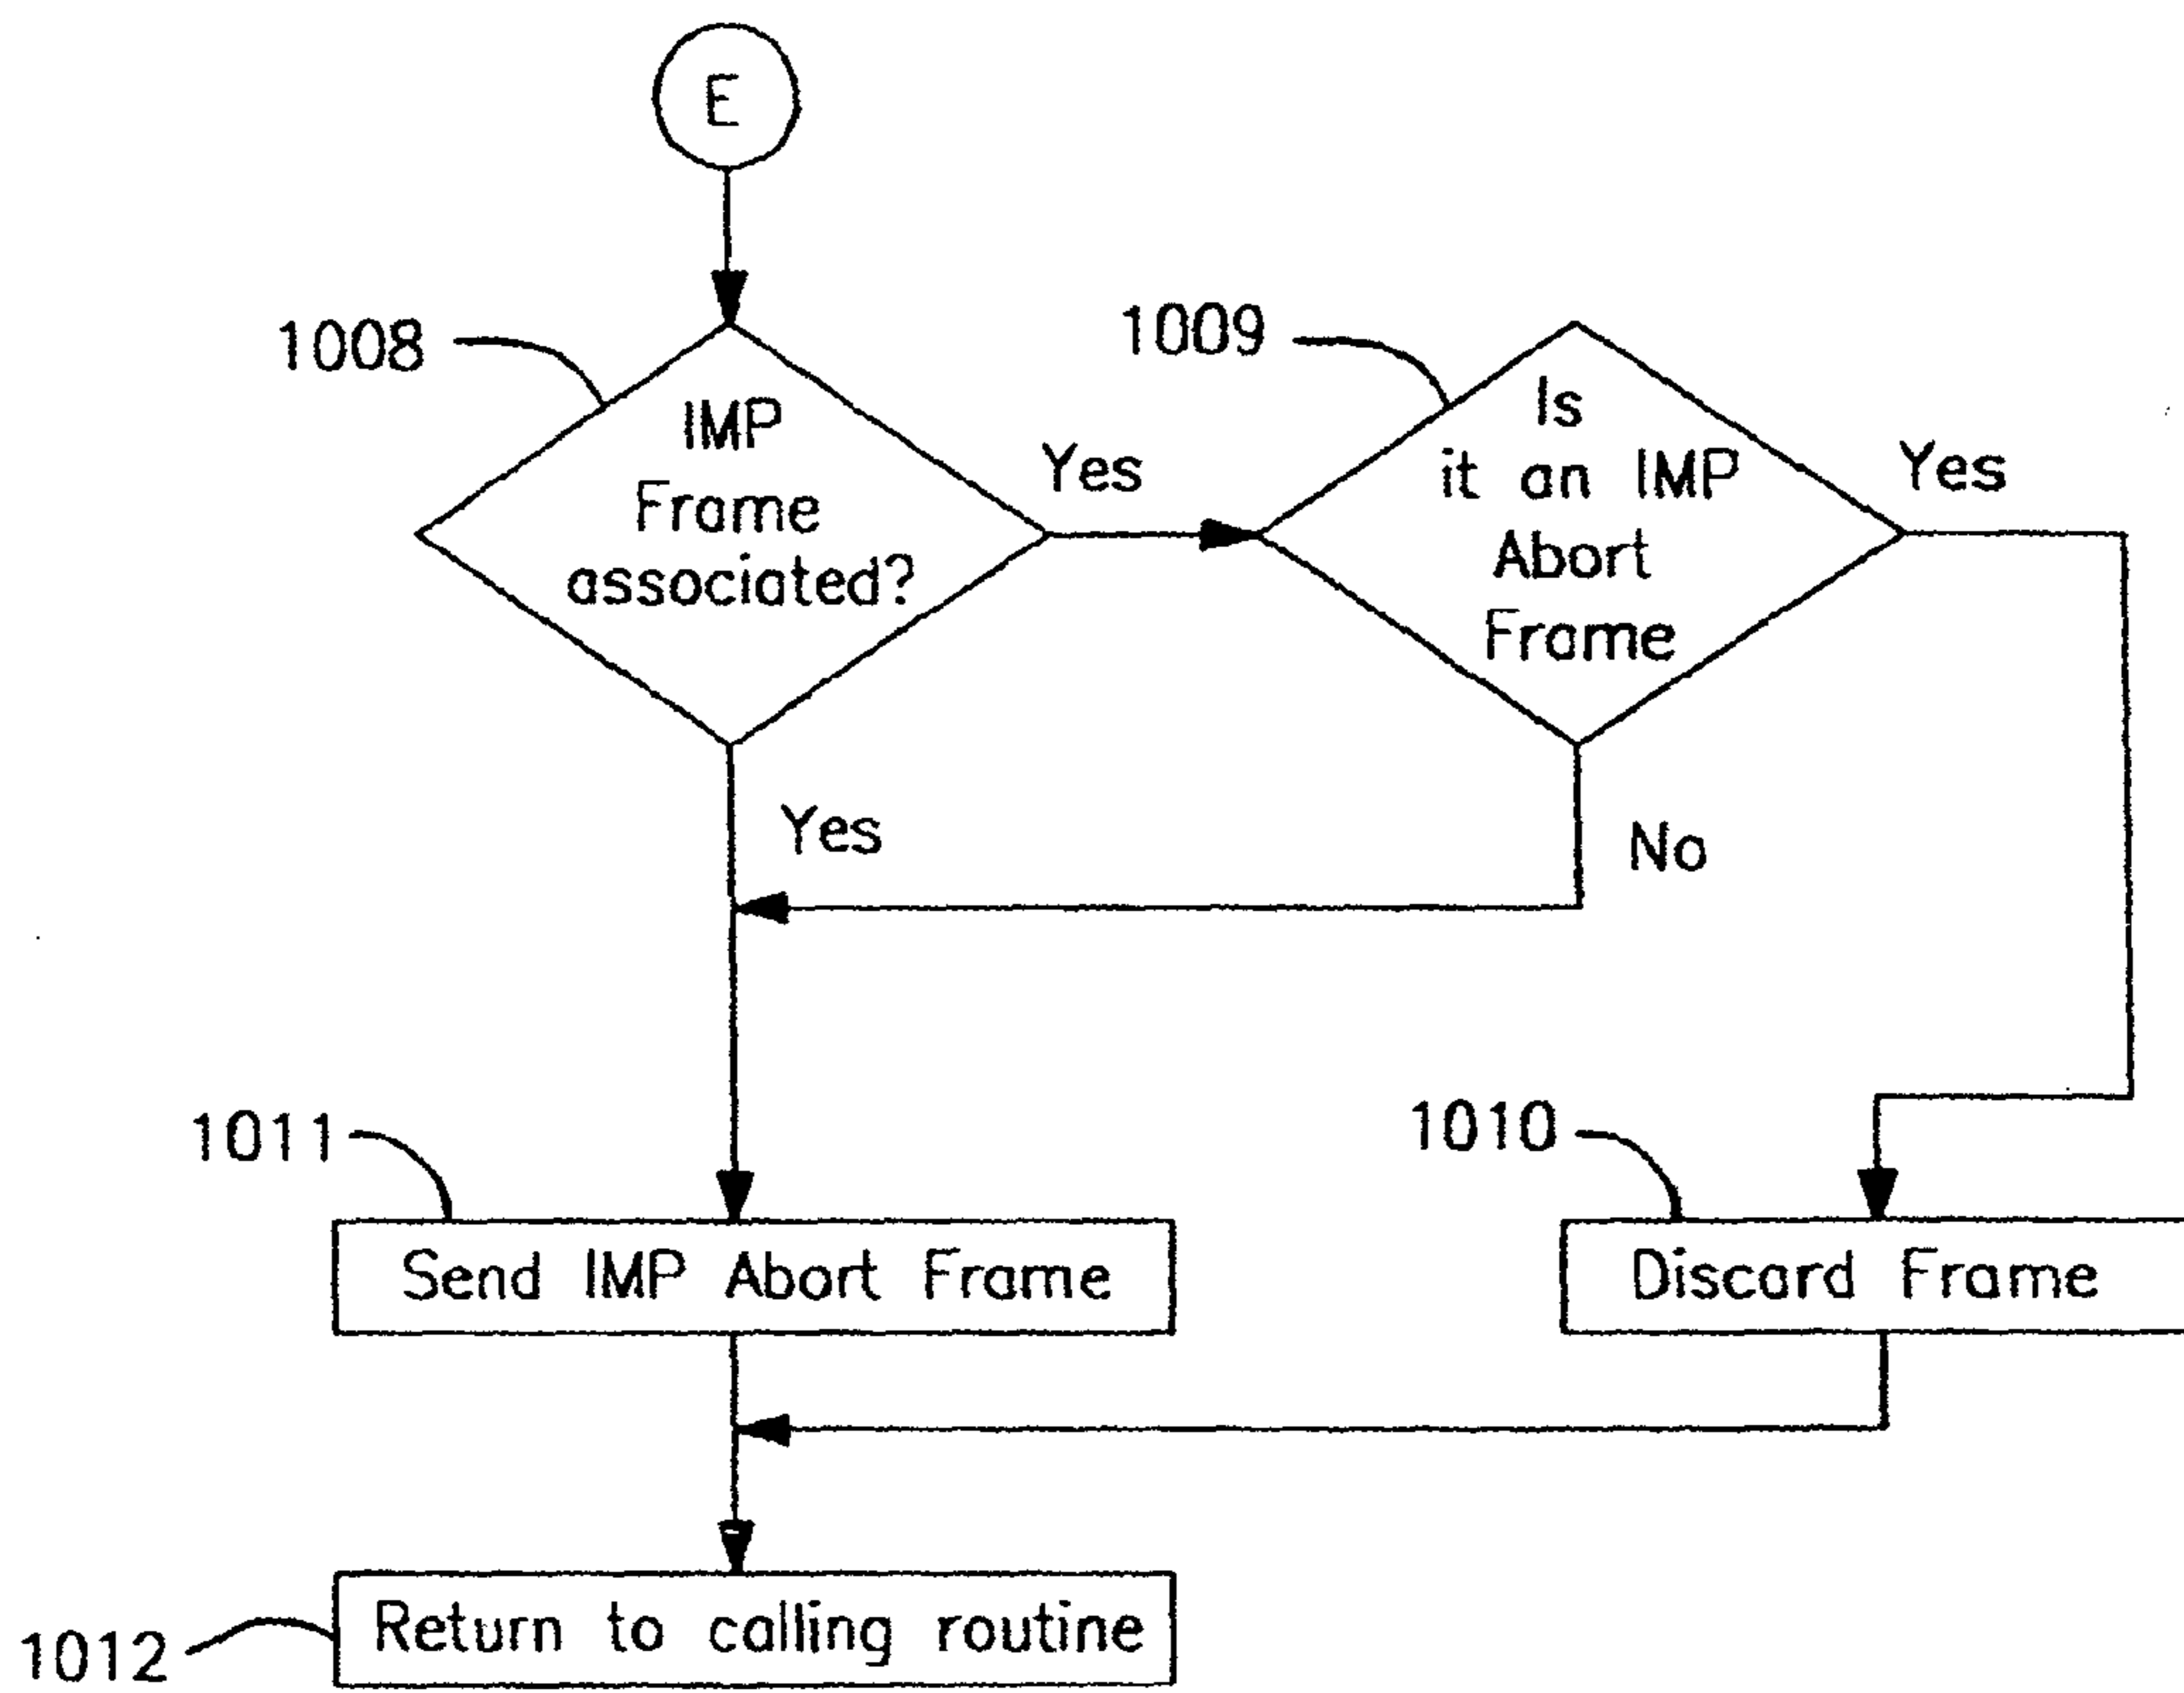 E
1008
IMP
Frame
associated?
Yes
1009
Is
it an IMP
Abort
Frame
Yes
Yes
No
1011
Send IMP Abort Frame
1010
Discard Frame
1012
Return to calling routine